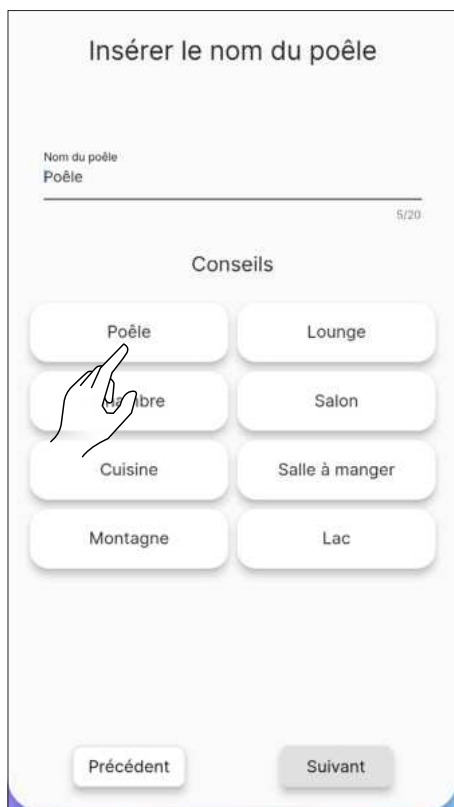 Insérer le nom du poêle
Nom du poêle
Poêle
5/20
Conseils
Poêle Lounge
Salon
Cuisine Salle à manger
Montagne Lac
Précédent Suivant